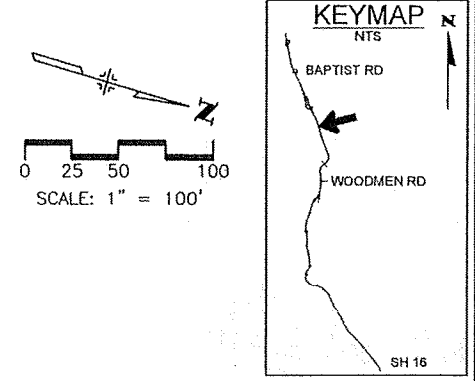 N
0 25 50 100
SCALE: 1" = 100'
KEYMAP
NTS
N
BAPTIST RD
WOODMEN RD
SH 16